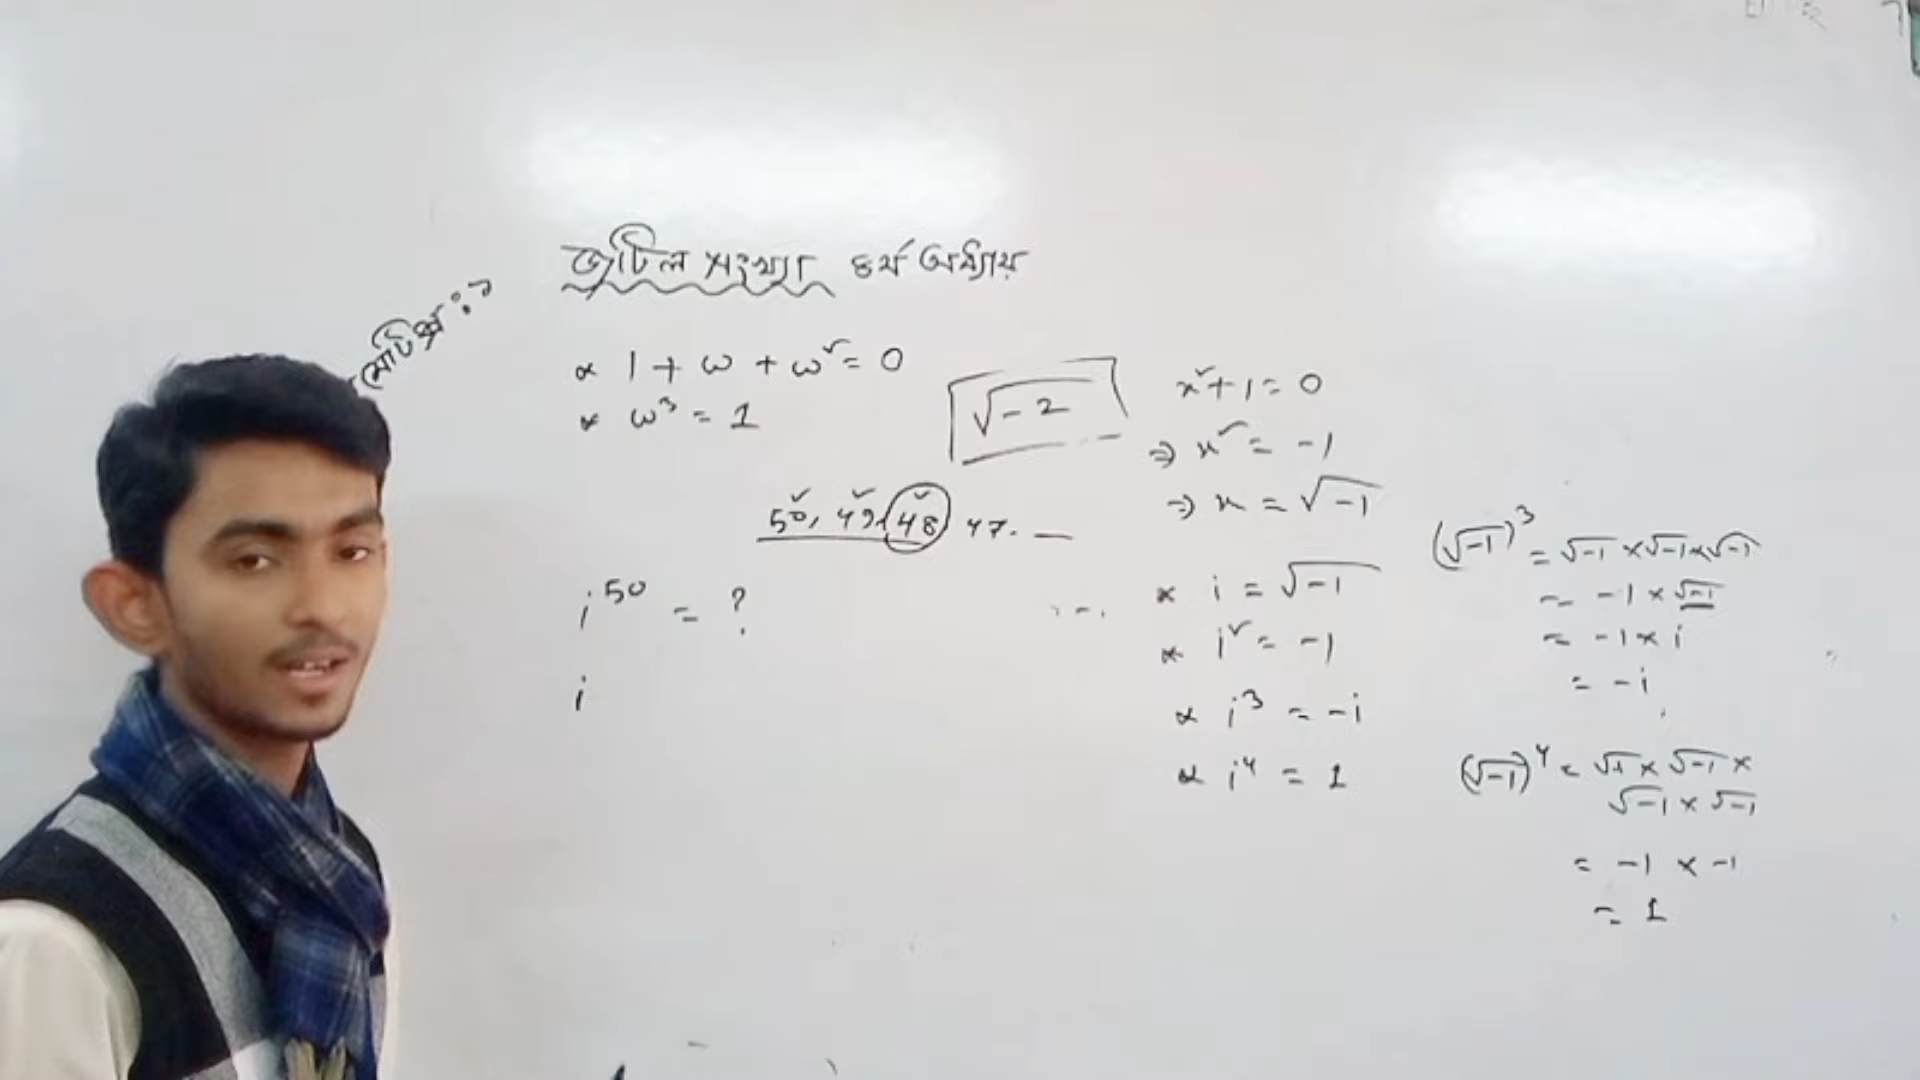 জটিল সংখ্যা ৪র্থ অধ্যায়
∝ 1 + ω + ω² = 0
∝ ω³ = 1
√-2
50, 49, 48 47. —
i⁵⁰ = ?
i
x² + 1 = 0
⇒ x² = -1
⇒ x = √-1
× i = √-1
× i² = -1
∝ i³ = -i
∝ i⁴ = 1
(√-1)³ = √-1 × √-1 × √-1
= -1 × √-1
= -1 × i
= -i
(√-1)⁴ = √-1 × √-1 ×
√-1 × √-1
= -1 × -1
= 1